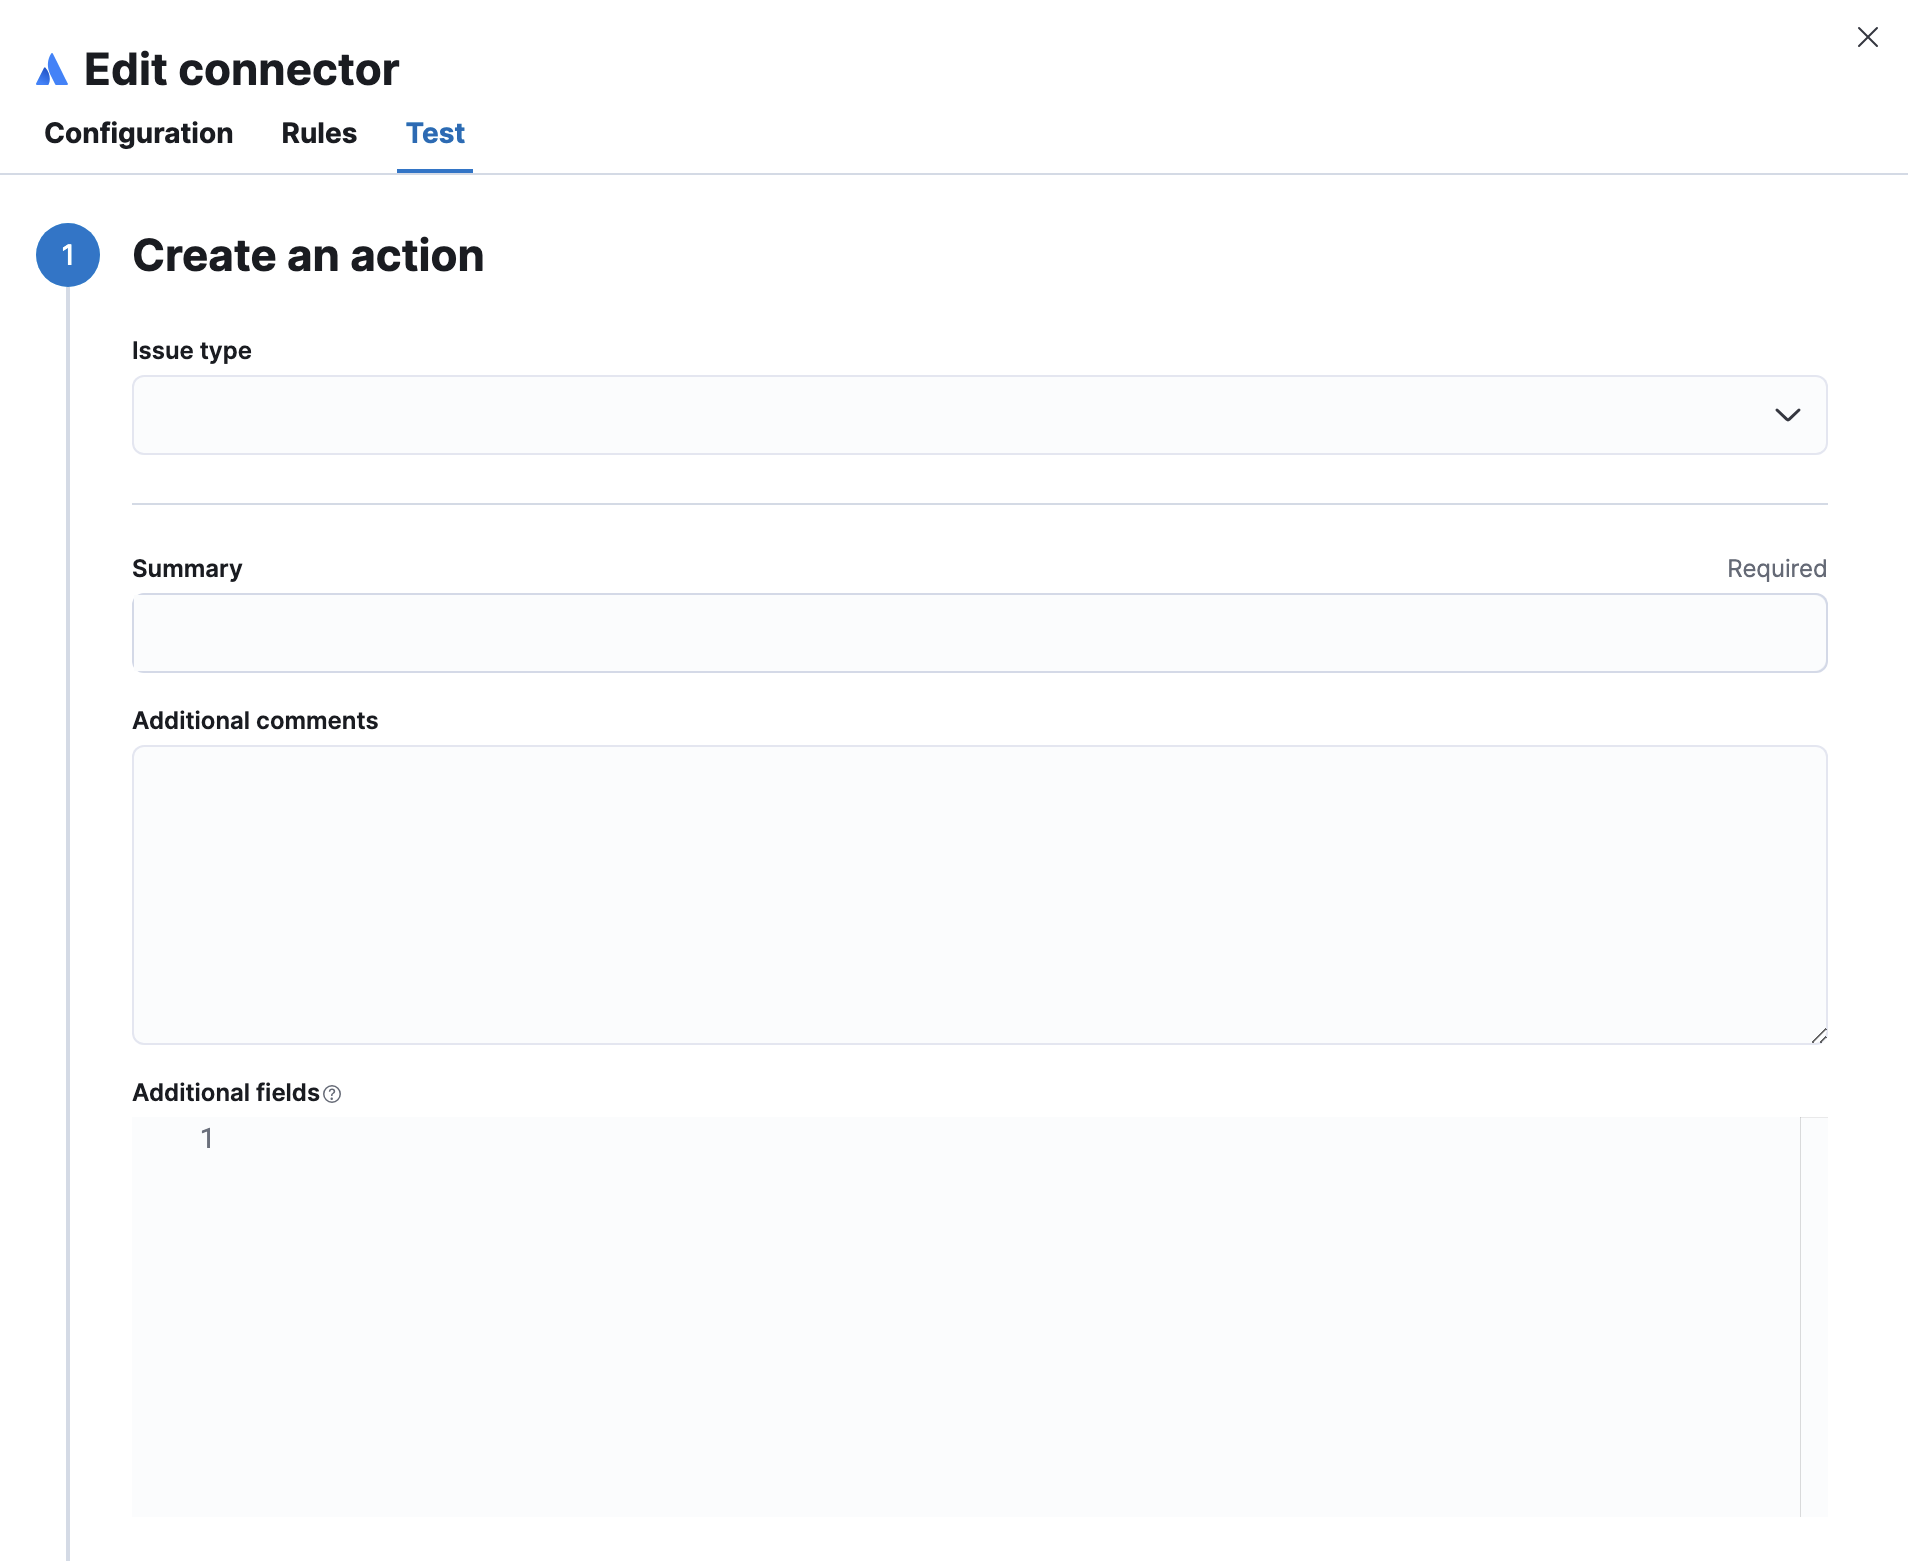 Edit connector
Configuration Rules Test
1 Create an action
Issue type
Summary Required
Additional comments
Additional fields
1